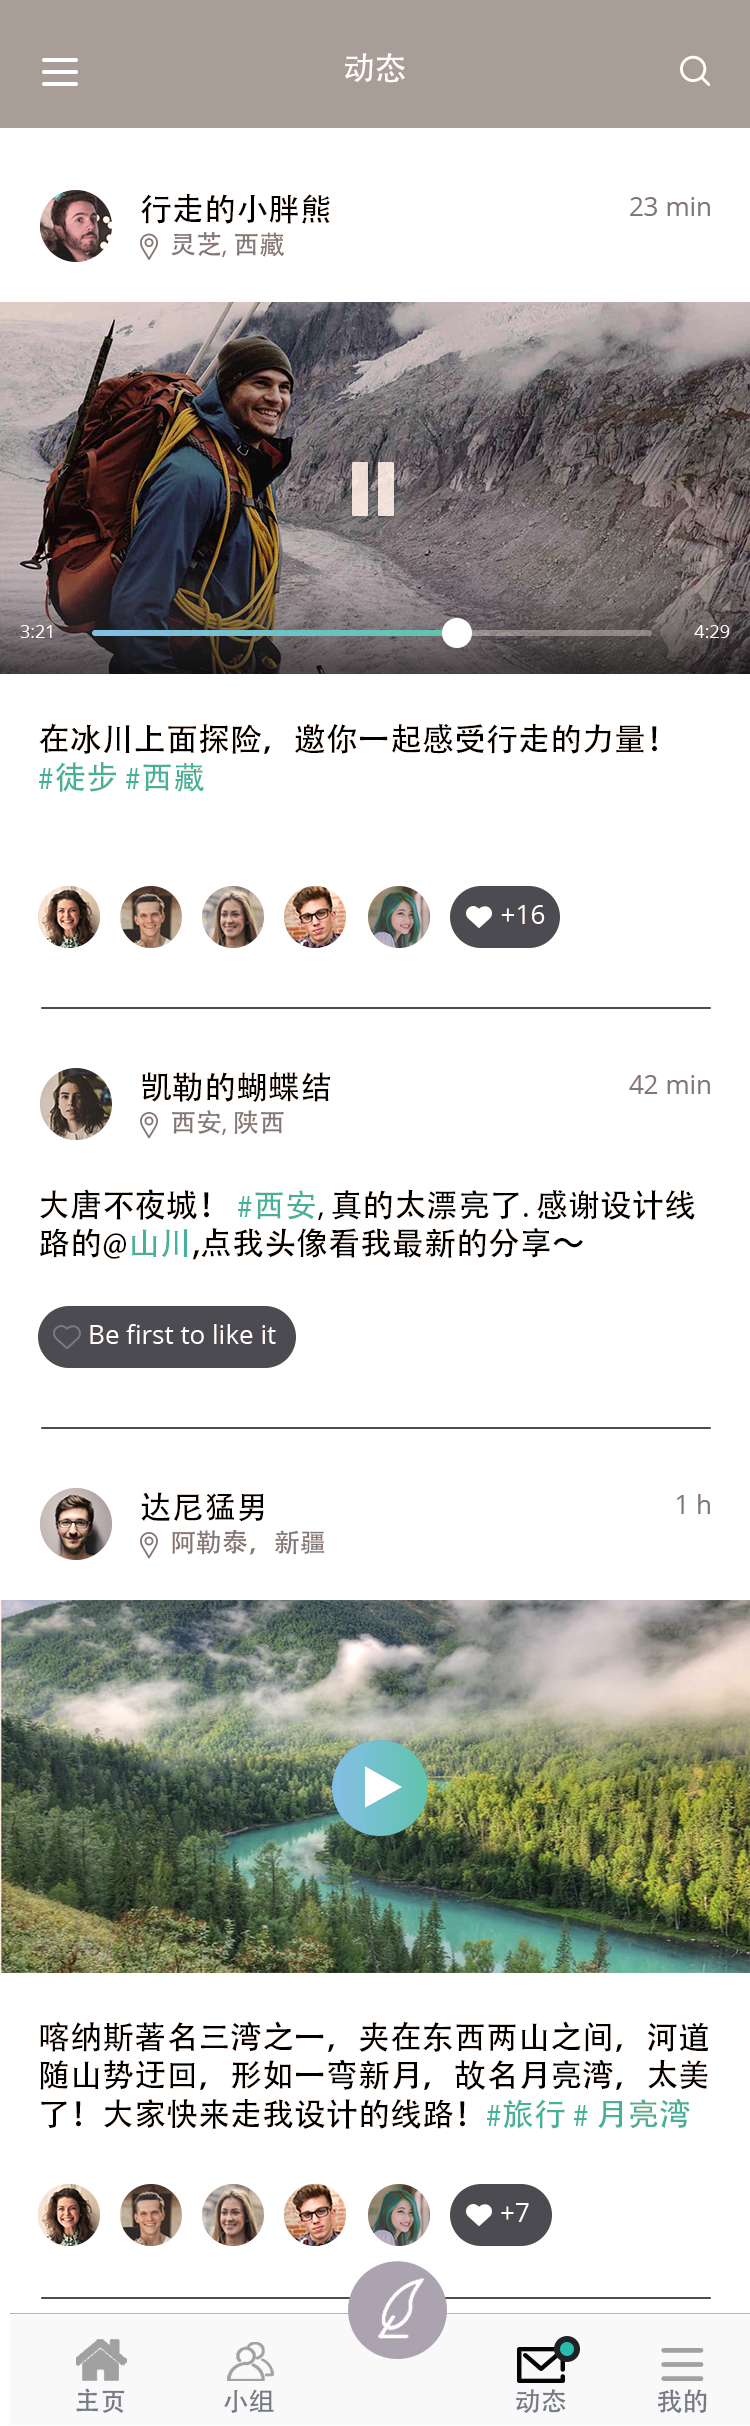 动态
行走的小胖熊
23 min
灵芝, 西藏
3:21
4:29
在冰川上面探险，邀你一起感受行走的力量！
#徒步 #西藏
+16
凯勒的蝴蝶结
42 min
西安, 陕西
大唐不夜城！ #西安, 真的太漂亮了. 感谢设计线
路的@山川,点我头像看我最新的分享～
Be first to like it
达尼猛男
1 h
阿勒泰，新疆
喀纳斯著名三湾之一，夹在东西两山之间，河道
随山势迂回，形如一弯新月，故名月亮湾，太美
了！大家快来走我设计的线路！#旅行 # 月亮湾
+7
主页
小组
动态
我的